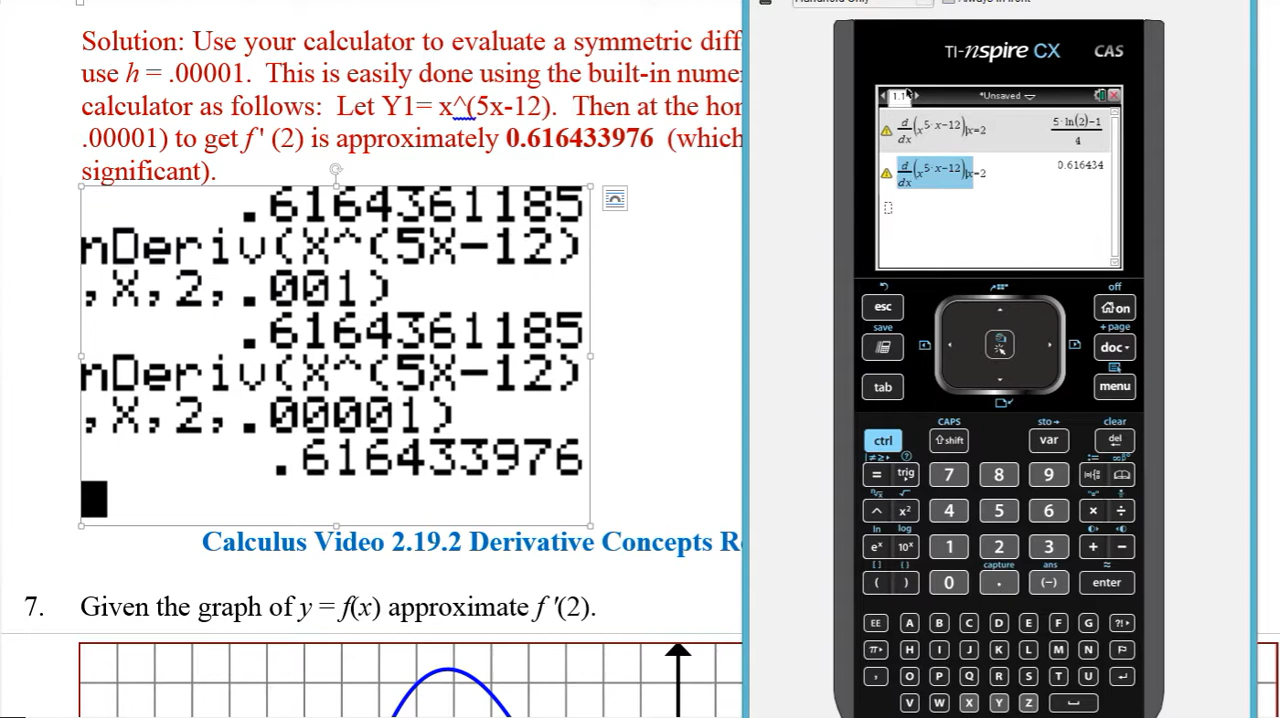 Solution: Use your calculator to evaluate a symmetric diff
use h = .00001. This is easily done using the built-in numer
calculator as follows: Let Y1= x^(5x-12). Then at the hom
.00001) to get f ' (2) is approximately 0.616433976 (which
significant).
.6164361185
nDeriv(X^(5X-12)
,X,2,.001)
.6164361185
nDeriv(X^(5X-12)
,X,2,.00001)
.616433976
Calculus Video 2.19.2 Derivative Concepts R
7. Given the graph of y = f(x) approximate f '(2).
TI-nspire CX CAS
1.1 *Unsaved
d/dx(x^5·x−12)|x=2 5·ln(2)−1/4
d/dx(x^5·x−12)|x=2 0.616434
off
esc on
save + page
doc
tab menu
CAPS sto→ clear
ctrl shift var del
= trig 7 8 9
^ x² 4 5 6 × ÷
ln log
eˣ 10ˣ 1 2 3 + −
[] {} capture ans ≈
( ) 0 . (−) enter
EE A B C D E F G ?!
π H I J K L M N
, O P Q R S T U
V W X Y Z